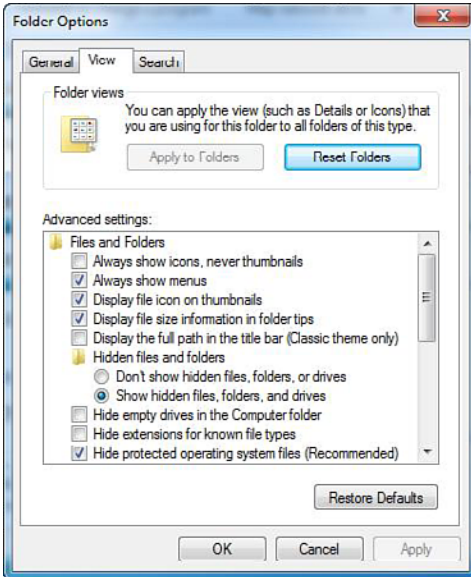 Folder Options
General View Search
Folder views
You can apply the view (such as Details or Icons) that
you are using for this folder to all folders of this type.
Apply to Folders Reset Folders
Advanced settings:
Files and Folders
Always show icons, never thumbnails
Always show menus
Display file icon on thumbnails
Display file size information in folder tips
Display the full path in the title bar (Classic theme only)
Hidden files and folders
Don't show hidden files, folders, or drives
Show hidden files, folders, and drives
Hide empty drives in the Computer folder
Hide extensions for known file types
Hide protected operating system files (Recommended)
Restore Defaults
OK Cancel Apply